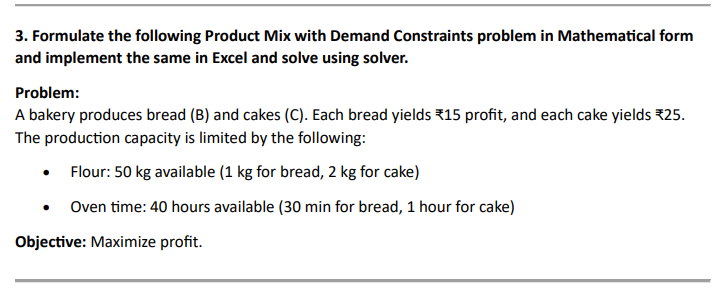 3. Formulate the following Product Mix with Demand Constraints problem in Mathematical form
and implement the same in Excel and solve using solver.
Problem:
A bakery produces bread (B) and cakes (C). Each bread yields ₹15 profit, and each cake yields ₹25.
The production capacity is limited by the following:
• Flour: 50 kg available (1 kg for bread, 2 kg for cake)
• Oven time: 40 hours available (30 min for bread, 1 hour for cake)
Objective: Maximize profit.